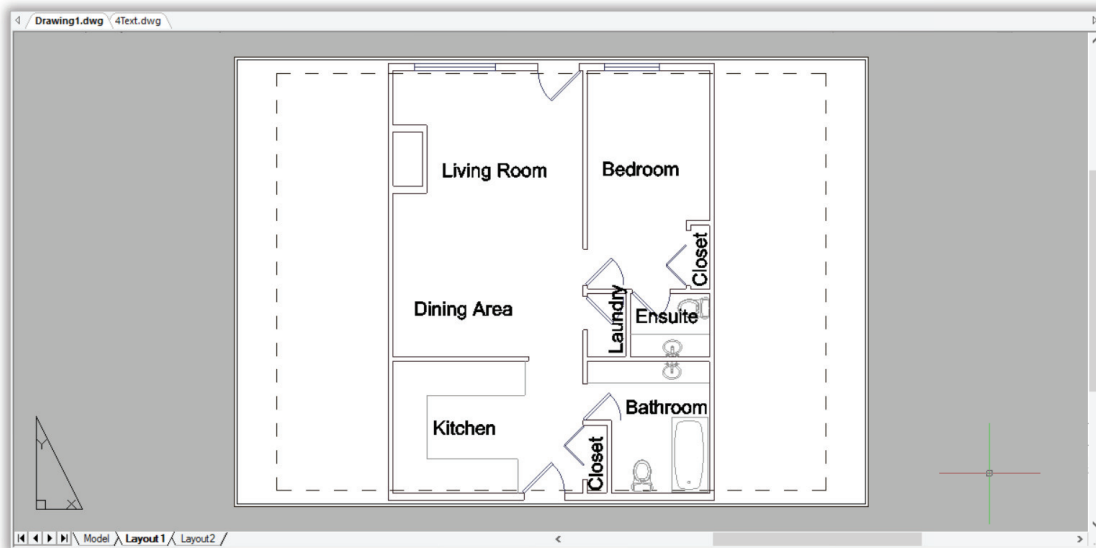 Drawing1.dwg
4Text.dwg
Living Room
Bedroom
Closet
Dining Area
Laundry
Ensuite
Bathroom
Kitchen
Closet
Y
X
Model
Layout1
Layout2